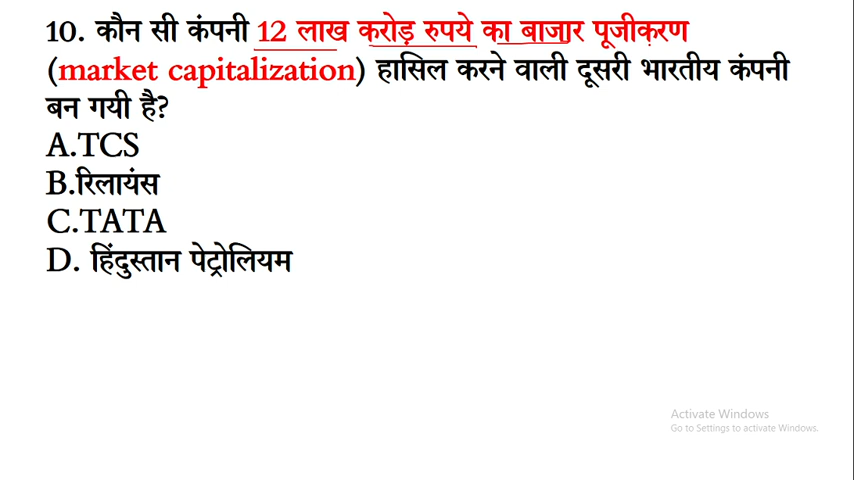 10. कौन सी कंपनी 12 लाख करोड़ रुपये का बाजार पूजीकरण
(market capitalization) हासिल करने वाली दूसरी भारतीय कंपनी
बन गयी है?
A.TCS
B.रिलायंस
C.TATA
D. हिंदुस्तान पेट्रोलियम
Activate Windows
Go to Settings to activate Windows.